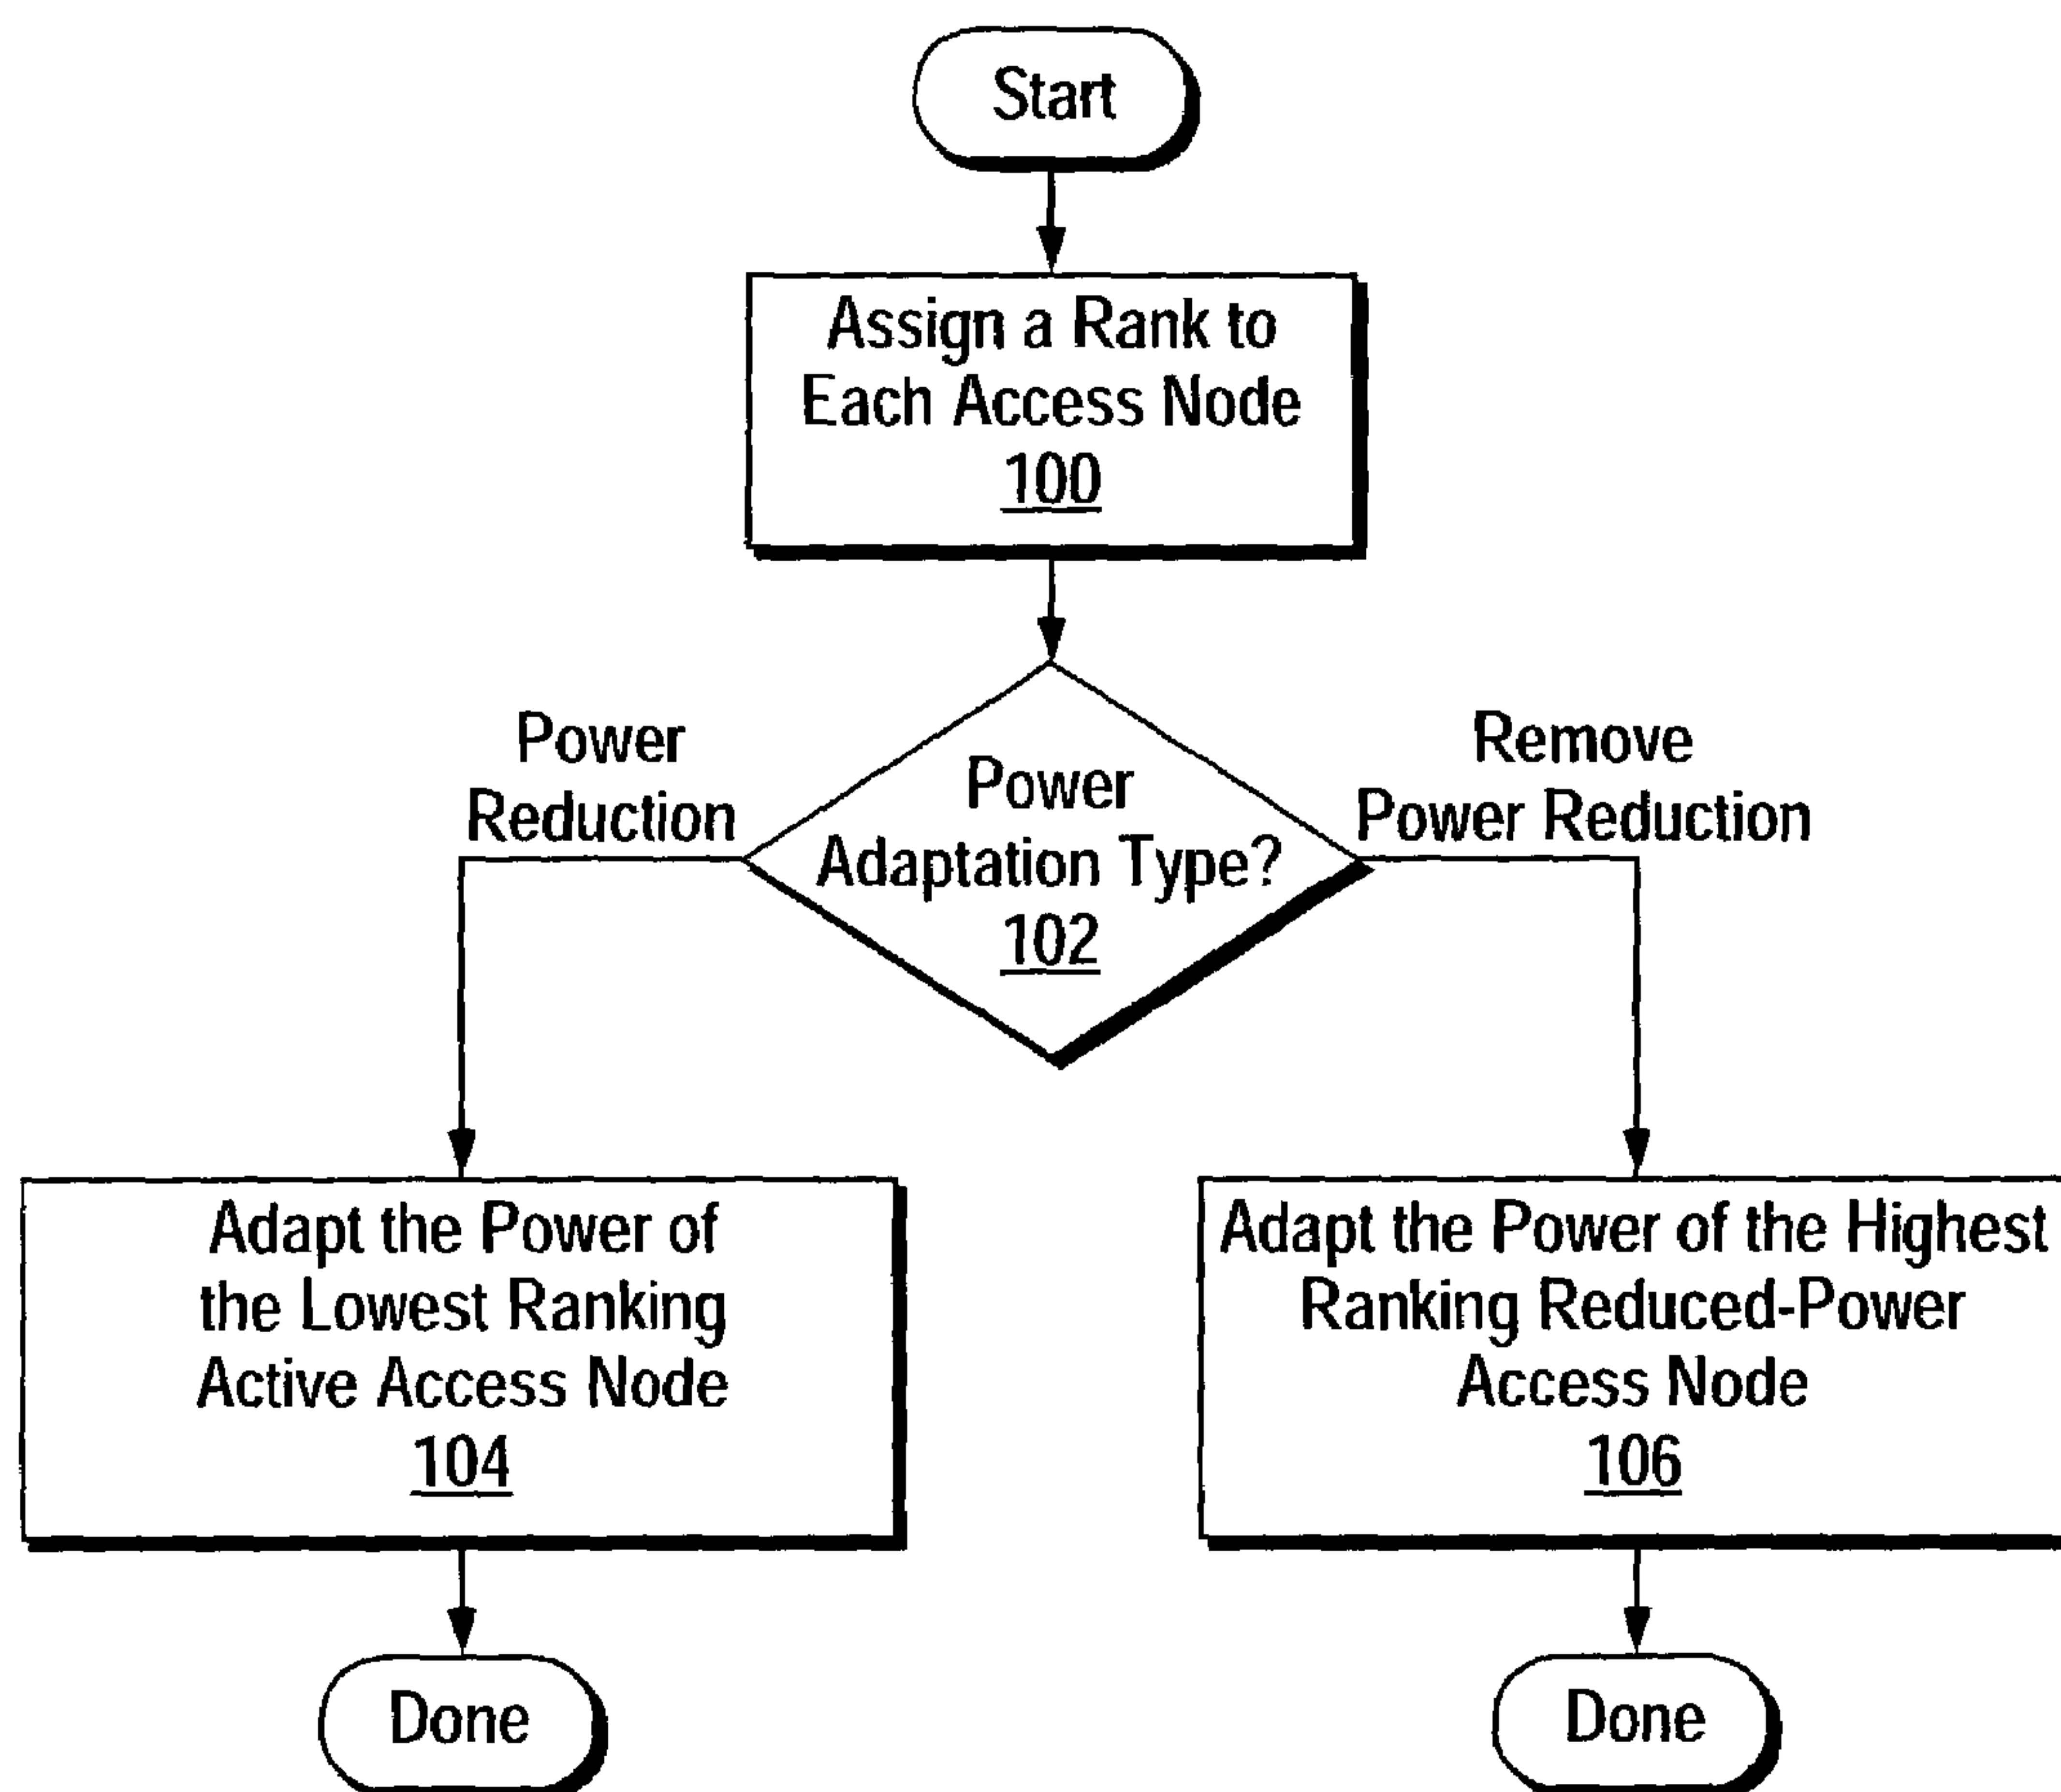 Start
Assign a Rank to
Each Access Node
100
Power
Reduction
Power
Adaptation Type?
102
Remove
Power Reduction
Adapt the Power of
the Lowest Ranking
Active Access Node
104
Adapt the Power of the Highest
Ranking Reduced-Power
Access Node
106
Done
Done